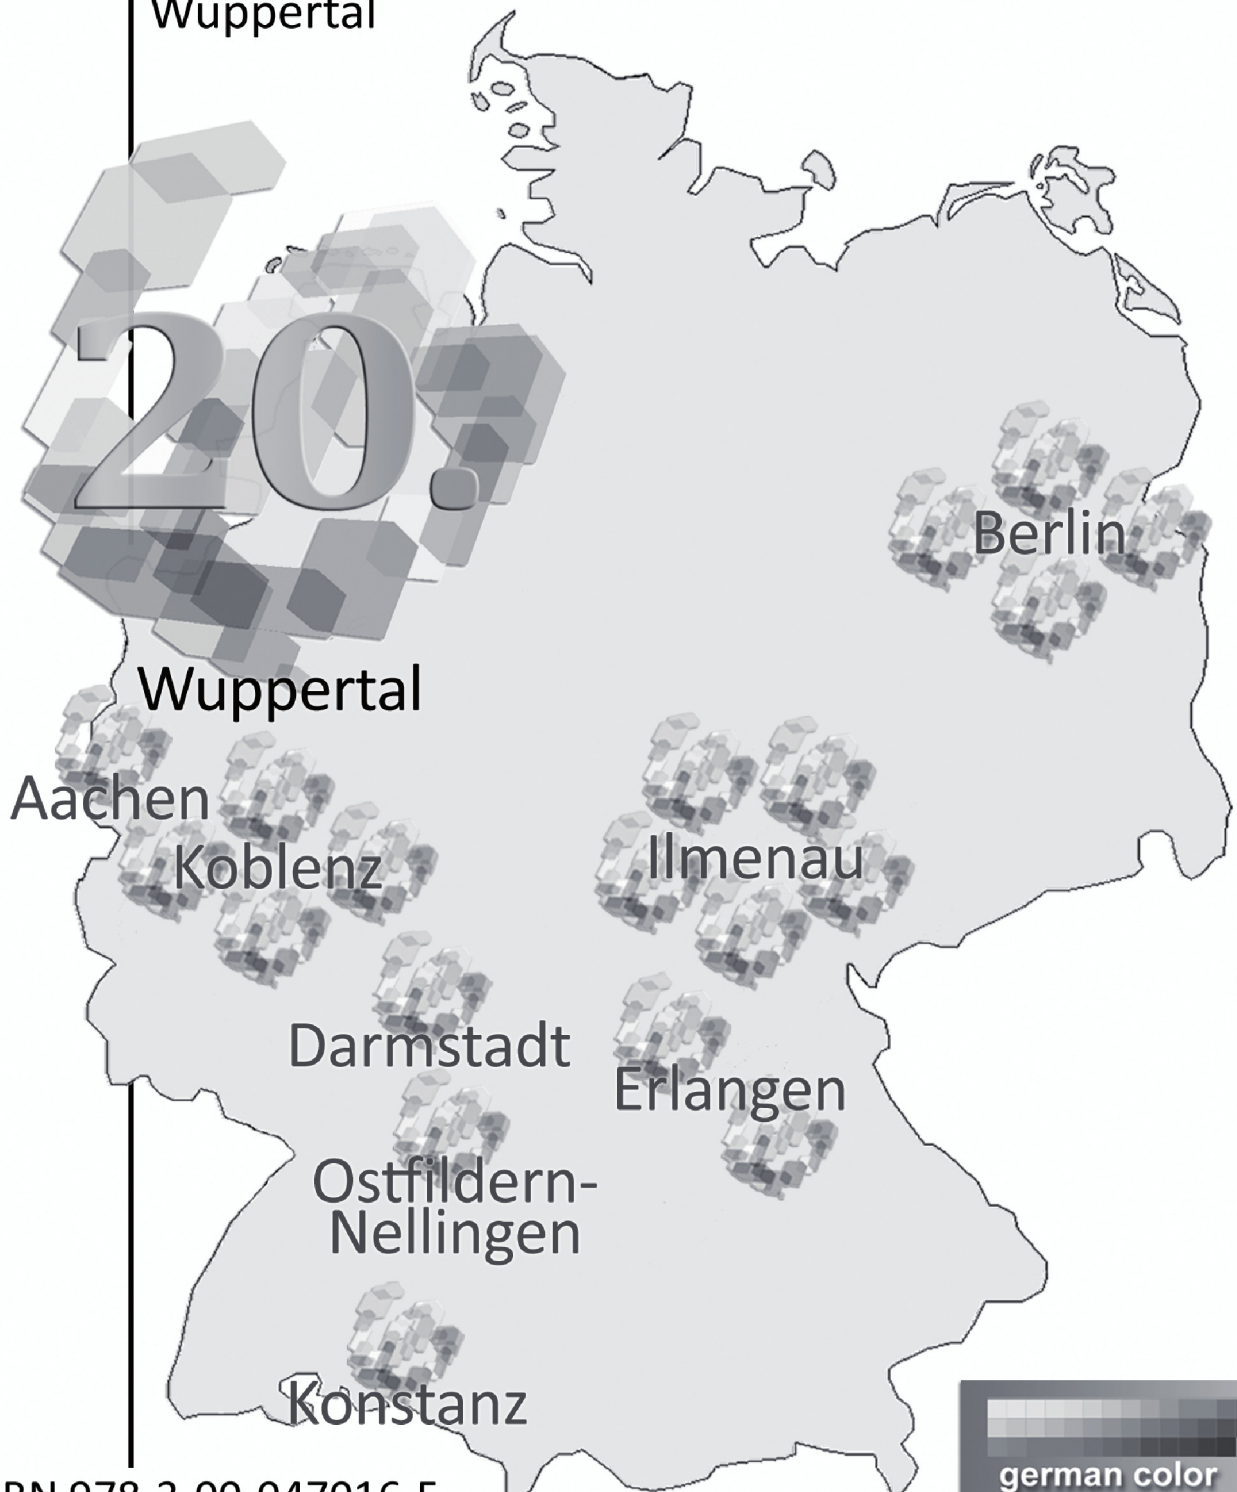 Wuppertal
20.
Berlin
Wuppertal
Aachen
Koblenz
Ilmenau
Darmstadt
Erlangen
Ostfildern-
Nellingen
Konstanz
german color